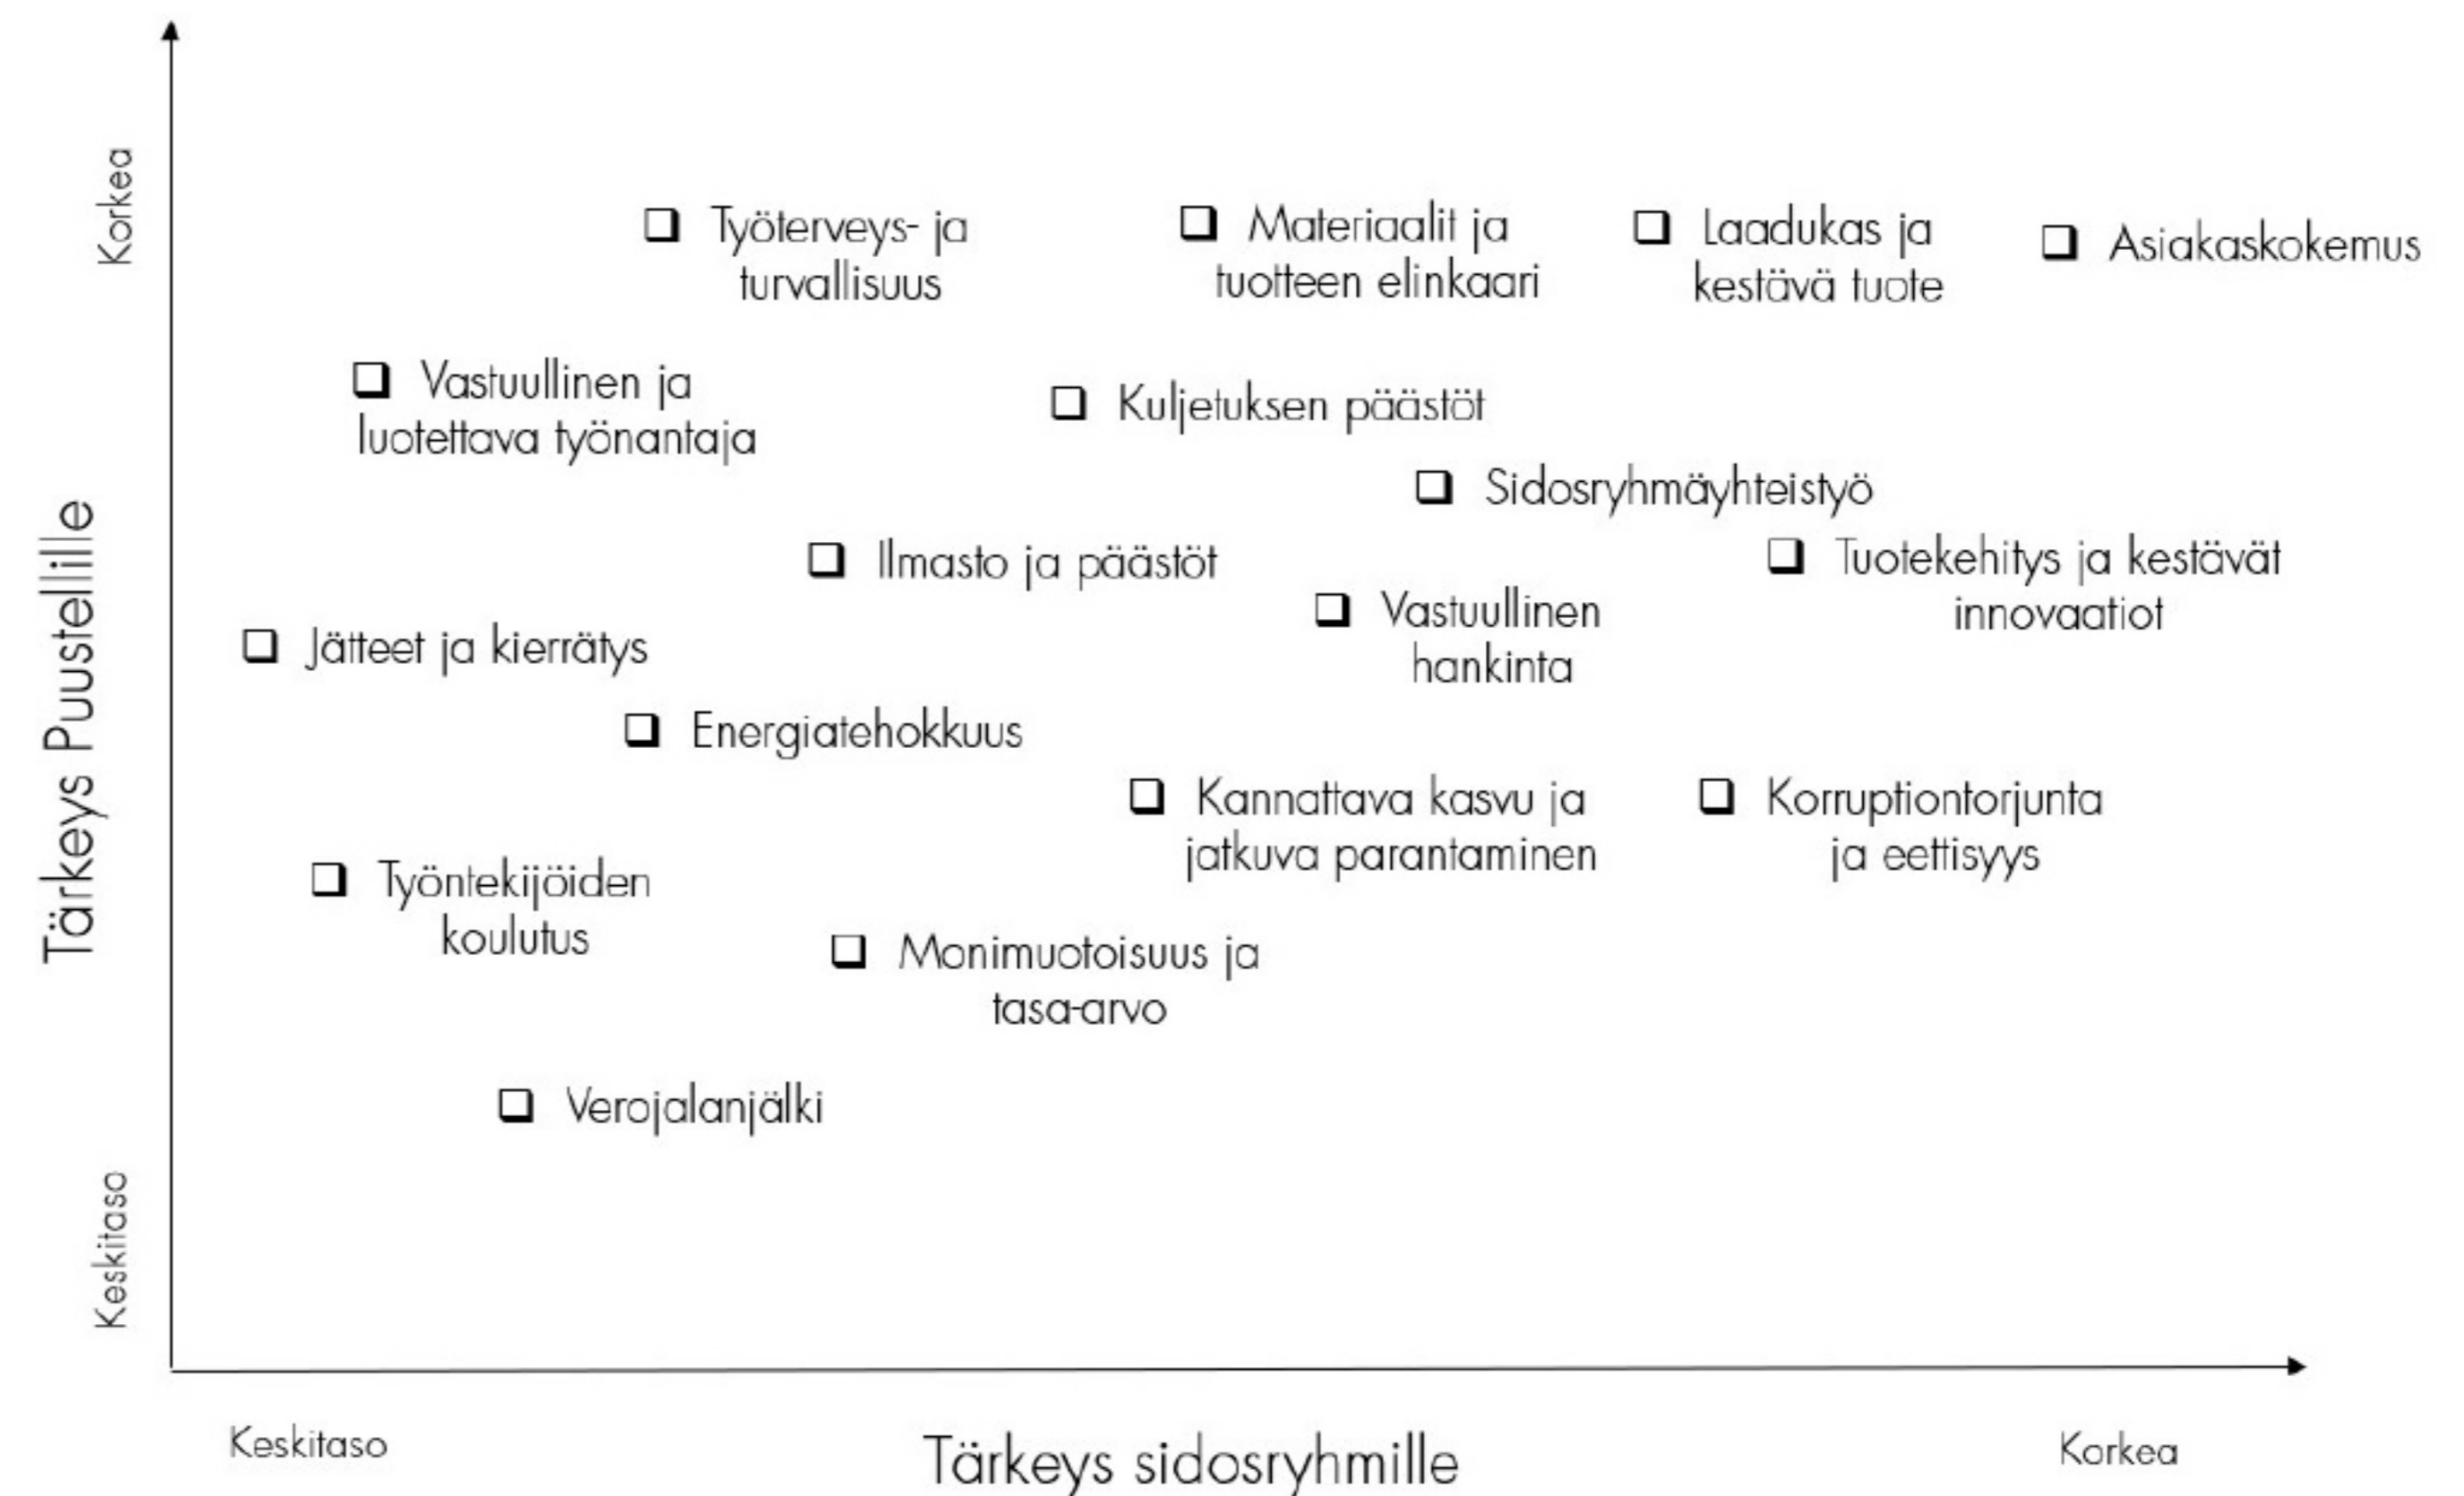 Korkea
Työterveys- ja
turvallisuus
Materiaalit ja
tuotteen elinkaari
Laadukas ja
kestävä tuote
Asiakaskokemus
Vastuullinen ja
luotettava työnantaja
Kuljetuksen päästöt
Sidosryhmäyhteistyö
Ilmasto ja päästöt
Tuotekehitys ja kestävät
innovaatiot
Vastuullinen
hankinta
Jätteet ja kierrätys
Energiatehokkuus
Tärkeys Puustellille
Kannattava kasvu ja
jatkuva parantaminen
Korruptiontorjunta
ja eettisyys
Työntekijöiden
koulutus
Monimuotoisuus ja
tasa-arvo
Verojalanjälki
Keskitaso
Keskitaso
Tärkeys sidosryhmille
Korkea